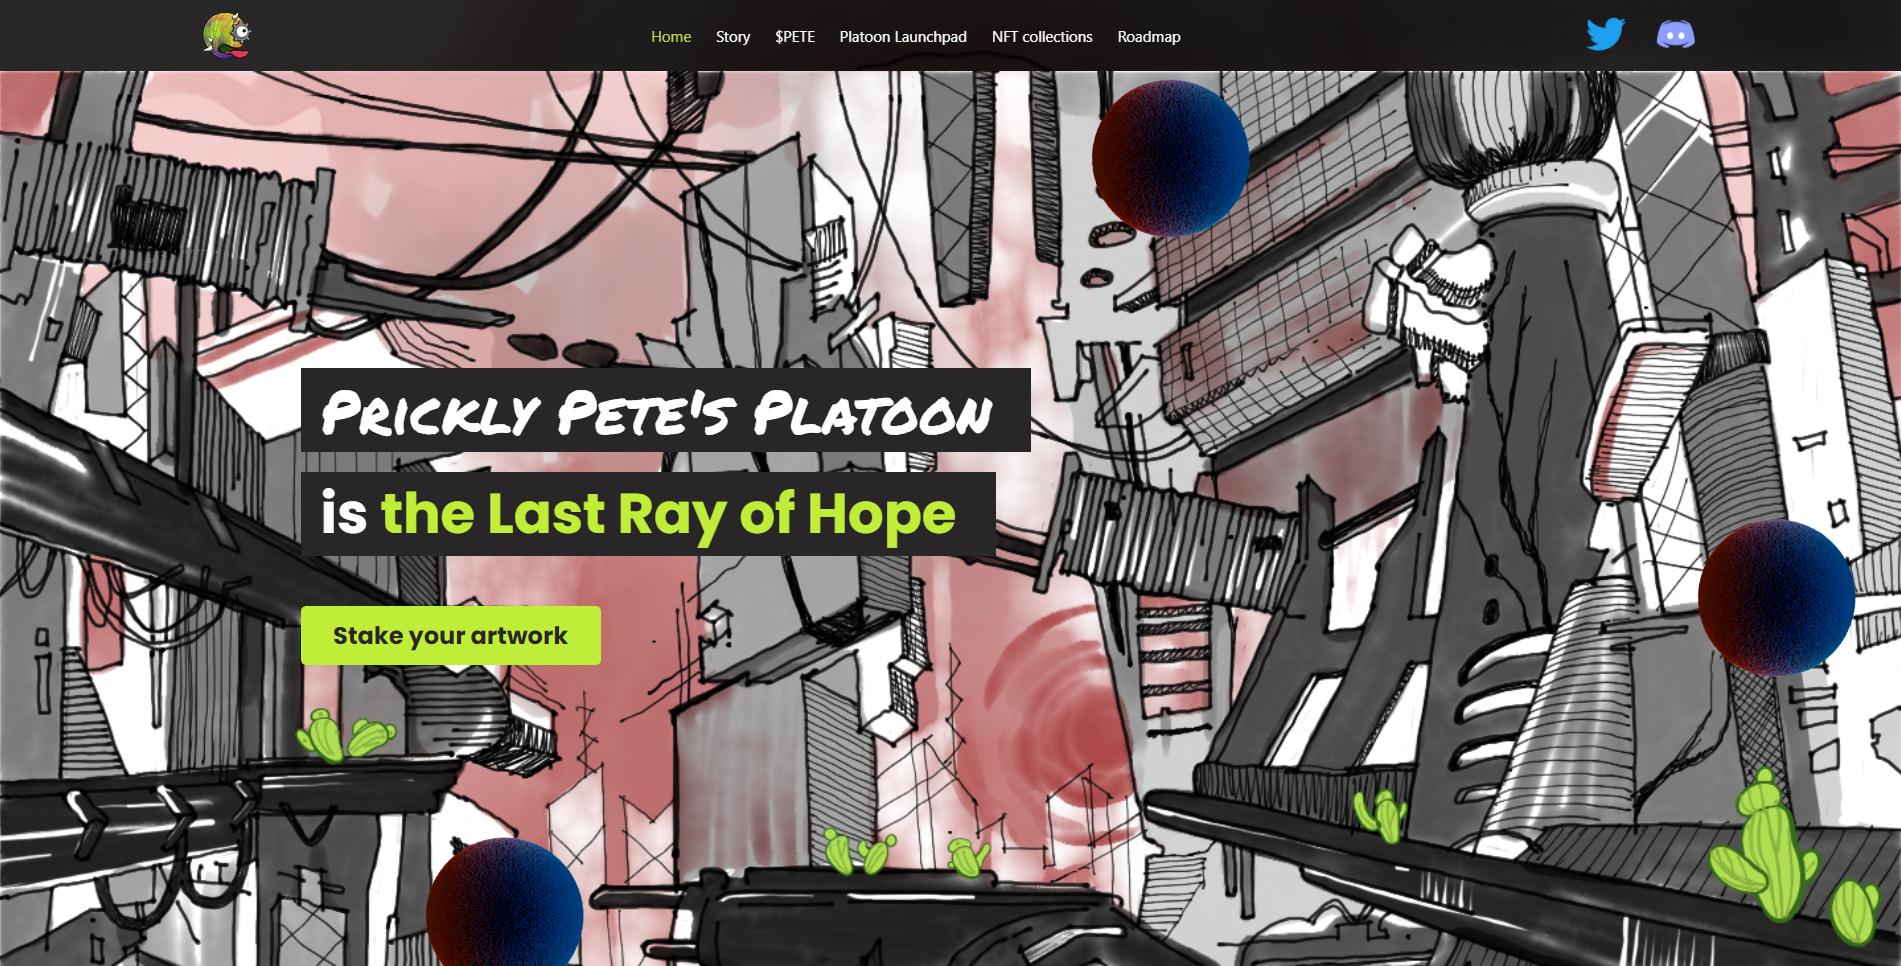 Home Story $PETE Platoon Launchpad NFT collections Roadmap
Prickly Pete's Platoon
is the Last Ray of Hope
Stake your artwork